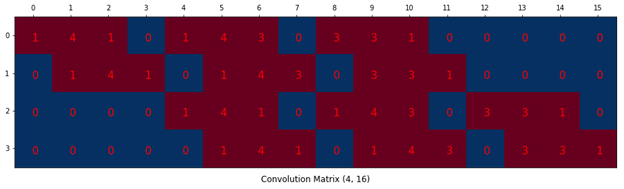 0 1 2 3 4 5 6 7 8 9 10 11 12 13 14 15
0 1 4 1 0 1 4 3 0 3 3 1 0 0 0 0 0
1 0 1 4 1 0 1 4 3 0 3 3 1 0 0 0 0
2 0 0 0 0 1 4 1 0 1 4 3 0 3 3 1 0
3 0 0 0 0 0 1 4 1 0 1 4 3 0 3 3 1
Convolution Matrix (4, 16)